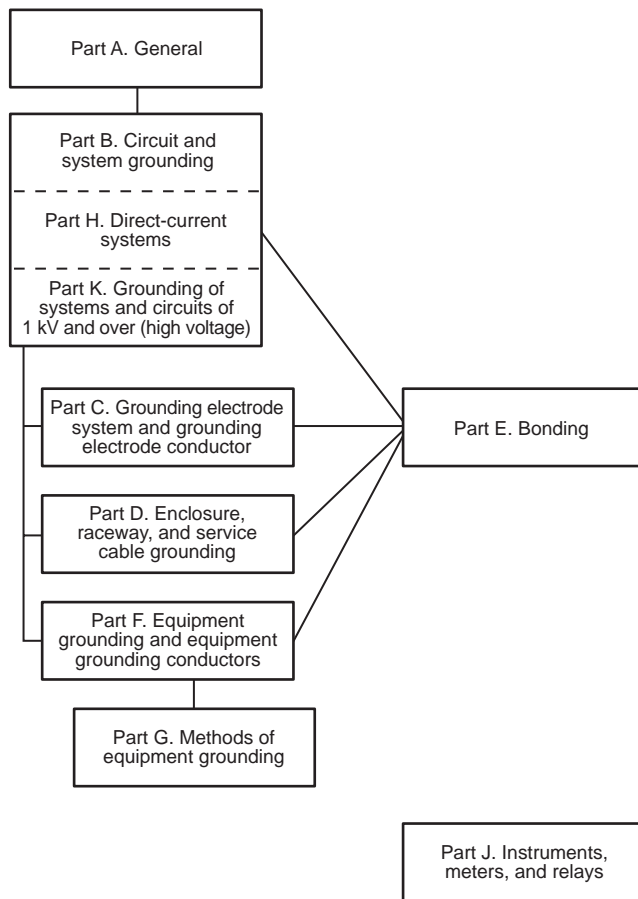 Part A. General
Part B. Circuit and
system grounding
Part H. Direct-current
systems
Part K. Grounding of
systems and circuits of
1 kV and over (high voltage)
Part C. Grounding electrode
system and grounding
electrode conductor
Part E. Bonding
Part D. Enclosure,
raceway, and service
cable grounding
Part F. Equipment
grounding and equipment
grounding conductors
Part G. Methods of
equipment grounding
Part J. Instruments,
meters, and relays